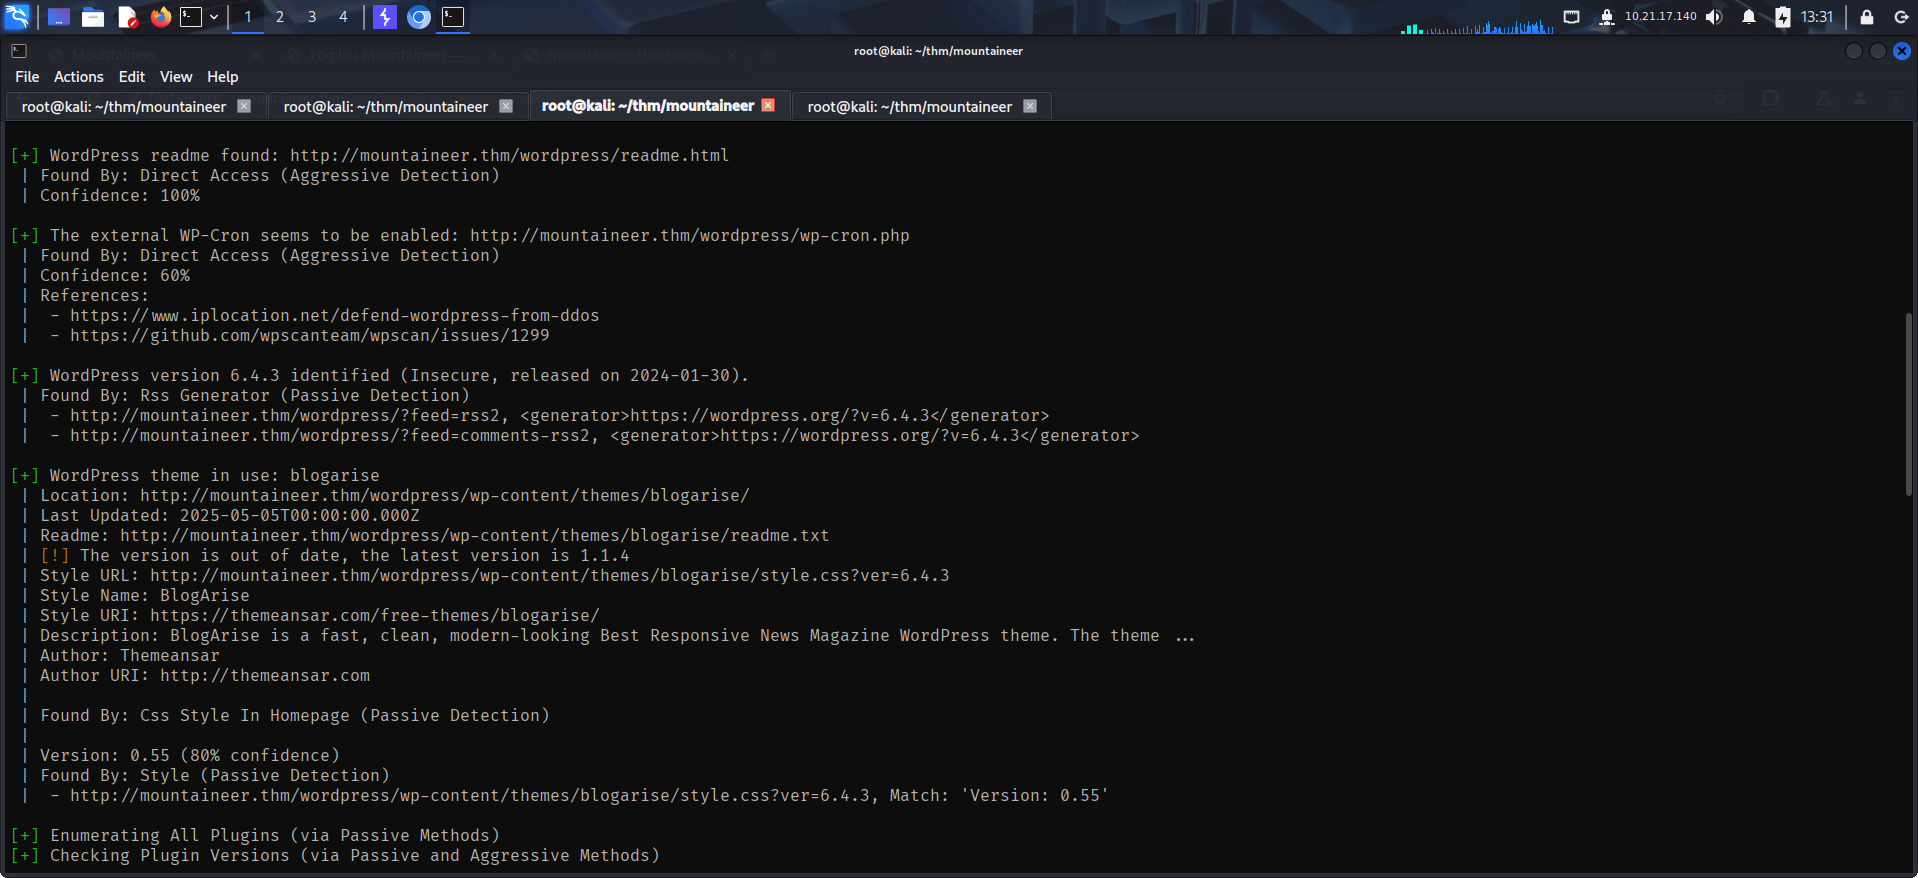 1 2 3 4
10.21.17.140
13:31
Mountaineer
Log In ‹ Mountaineer —
mountaineer.thm/wordpr
root@kali: ~/thm/mountaineer
File Actions Edit View Help
root@kali: ~/thm/mountaineer
root@kali: ~/thm/mountaineer
root@kali: ~/thm/mountaineer
root@kali: ~/thm/mountaineer
[+] WordPress readme found: http://mountaineer.thm/wordpress/readme.html
| Found By: Direct Access (Aggressive Detection)
| Confidence: 100%
[+] The external WP-Cron seems to be enabled: http://mountaineer.thm/wordpress/wp-cron.php
| Found By: Direct Access (Aggressive Detection)
| Confidence: 60%
| References:
|  - https://www.iplocation.net/defend-wordpress-from-ddos
|  - https://github.com/wpscanteam/wpscan/issues/1299
[+] WordPress version 6.4.3 identified (Insecure, released on 2024-01-30).
| Found By: Rss Generator (Passive Detection)
|  - http://mountaineer.thm/wordpress/?feed=rss2, <generator>https://wordpress.org/?v=6.4.3</generator>
|  - http://mountaineer.thm/wordpress/?feed=comments-rss2, <generator>https://wordpress.org/?v=6.4.3</generator>
[+] WordPress theme in use: blogarise
| Location: http://mountaineer.thm/wordpress/wp-content/themes/blogarise/
| Last Updated: 2025-05-05T00:00:00.000Z
| Readme: http://mountaineer.thm/wordpress/wp-content/themes/blogarise/readme.txt
| [!] The version is out of date, the latest version is 1.1.4
| Style URL: http://mountaineer.thm/wordpress/wp-content/themes/blogarise/style.css?ver=6.4.3
| Style Name: BlogArise
| Style URI: https://themeansar.com/free-themes/blogarise/
| Description: BlogArise is a fast, clean, modern-looking Best Responsive News Magazine WordPress theme. The theme ...
| Author: Themeansar
| Author URI: http://themeansar.com
|
| Found By: Css Style In Homepage (Passive Detection)
|
| Version: 0.55 (80% confidence)
| Found By: Style (Passive Detection)
|  - http://mountaineer.thm/wordpress/wp-content/themes/blogarise/style.css?ver=6.4.3, Match: 'Version: 0.55'
[+] Enumerating All Plugins (via Passive Methods)
[+] Checking Plugin Versions (via Passive and Aggressive Methods)